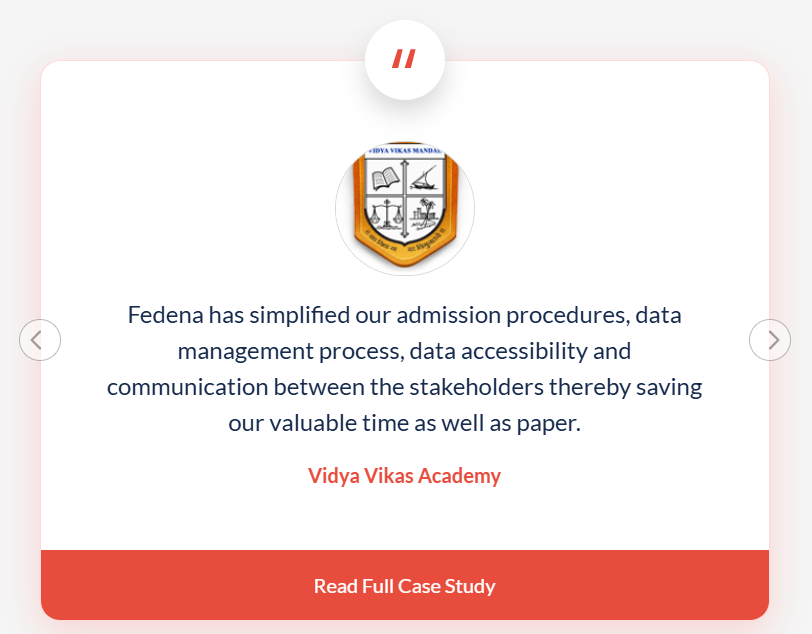 "
VIDYA VIKAS MANDAL
Fedena has simplified our admission procedures, data
management process, data accessibility and
communication between the stakeholders thereby saving
our valuable time as well as paper.
Vidya Vikas Academy
Read Full Case Study